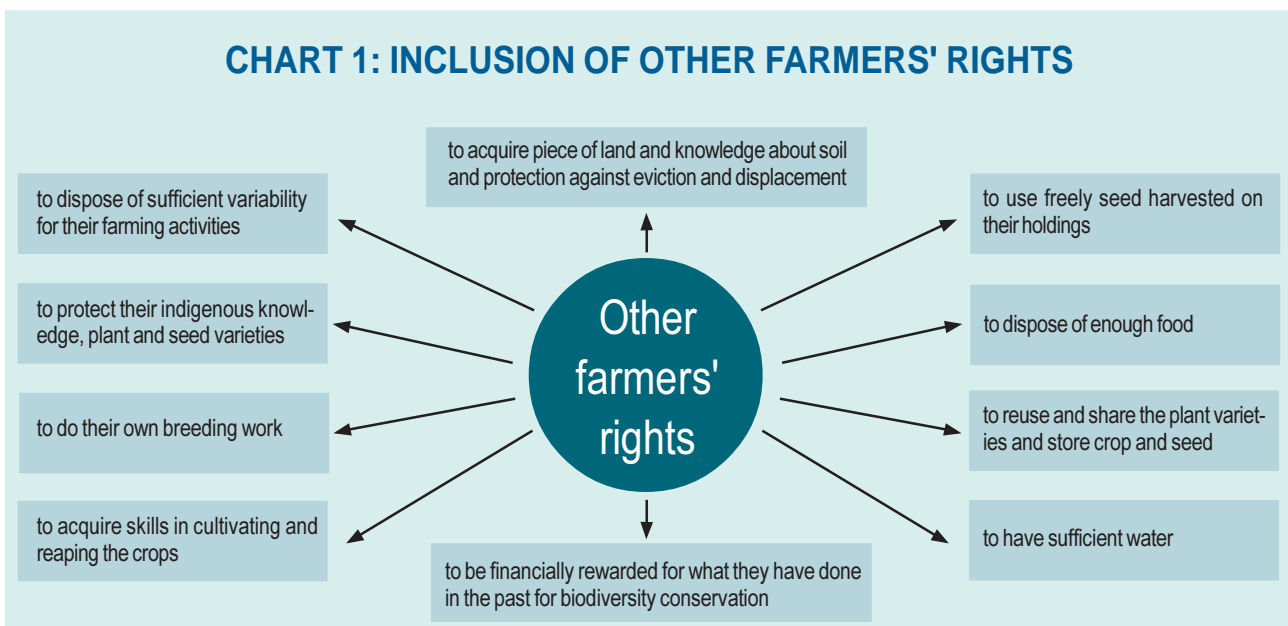 CHART 1: INCLUSION OF OTHER FARMERS' RIGHTS
to acquire piece of land and knowledge about soil
and protection against eviction and displacement
to dispose of sufficient variability
for their farming activities
to protect their indigenous knowl-
edge, plant and seed varieties
to do their own breeding work
to acquire skills in cultivating and
reaping the crops
Other
farmers'
rights
to use freely seed harvested on
their holdings
to dispose of enough food
to reuse and share the plant variet-
ies and store crop and seed
to have sufficient water
to be financially rewarded for what they have done
in the past for biodiversity conservation